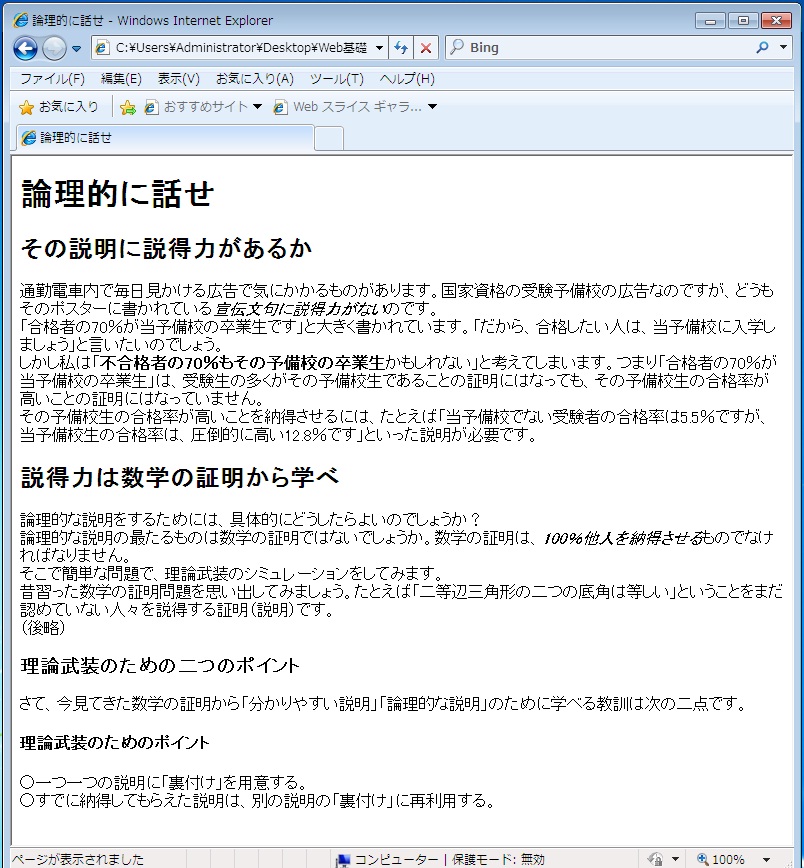 論理的に話せ - Windows Internet Explorer
C:¥Users¥Administrator¥Desktop¥Web基礎
Bing
ファイル(F) 編集(E) 表示(V) お気に入り(A) ツール(T) ヘルプ(H)
お気に入り おすすめサイト Web スライス ギャラ...
論理的に話せ
論理的に話せ
その説明に説得力があるか
通勤電車内で毎日見かける広告で気にかかるものがあります。国家資格の受験予備校の広告なのですが、どうも
そのポスターに書かれている宣伝文句に説得力がないのです。
「合格者の70%が当予備校の卒業生です」と大きく書かれています。「だから、合格したい人は、当予備校に入学し
ましょう」と言いたいのでしょう。
しかし私は「不合格者の70%もその予備校の卒業生かもしれない」と考えてしまいます。つまり「合格者の70%が
当予備校の卒業生」は、受験生の多くがその予備校生であることの証明にはなっても、その予備校生の合格率が
高いことの証明にはなっていません。
その予備校生の合格率が高いことを納得させるには、たとえば「当予備校でない受験者の合格率は5.5%ですが、
当予備校生の合格率は、圧倒的に高い12.8%です」といった説明が必要です。
説得力は数学の証明から学べ
論理的な説明をするためには、具体的にどうしたらよいのでしょうか？
論理的な説明の最たるものは数学の証明ではないでしょうか。数学の証明は、100%他人を納得させるものでなけ
ればなりません。
そこで簡単な問題で、理論武装のシミュレーションをしてみます。
昔習った数学の証明問題を思い出してみましょう。たとえば「二等辺三角形の二つの底角は等しい」ということをまだ
認めていない人々を説得する証明（説明）です。
（後略）
理論武装のための二つのポイント
さて、今見てきた数学の証明から「分かりやすい説明」「論理的な説明」のために学べる教訓は次の二点です。
理論武装のためのポイント
○一つ一つの説明に「裏付け」を用意する。
○すでに納得してもらえた説明は、別の説明の「裏付け」に再利用する。
ページが表示されました コンピューター | 保護モード: 無効 100%